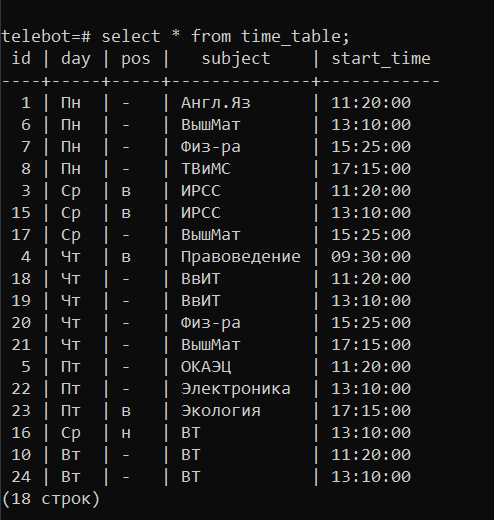 telebot=# select * from time_table;
 id | day | pos |   subject    | start_time
----+-----+-----+--------------+------------
  1 | Пн  | -   | Англ.Яз      | 11:20:00
  6 | Пн  | -   | ВышМат       | 13:10:00
  7 | Пн  | -   | Физ-ра       | 15:25:00
  8 | Пн  | -   | ТВиМС        | 17:15:00
  3 | Ср  | в   | ИРСС         | 11:20:00
 15 | Ср  | в   | ИРСС         | 13:10:00
 17 | Ср  | -   | ВышМат       | 15:25:00
  4 | Чт  | в   | Правоведение | 09:30:00
 18 | Чт  | -   | ВвИТ         | 11:20:00
 19 | Чт  | -   | ВвИТ         | 13:10:00
 20 | Чт  | -   | Физ-ра       | 15:25:00
 21 | Чт  | -   | ВышМат       | 17:15:00
  5 | Пт  | -   | ОКАЭЦ        | 11:20:00
 22 | Пт  | -   | Электроника  | 13:10:00
 23 | Пт  | в   | Экология     | 17:15:00
 16 | Ср  | н   | ВТ           | 13:10:00
 10 | Вт  | -   | ВТ           | 11:20:00
 24 | Вт  | -   | ВТ           | 13:10:00
(18 строк)